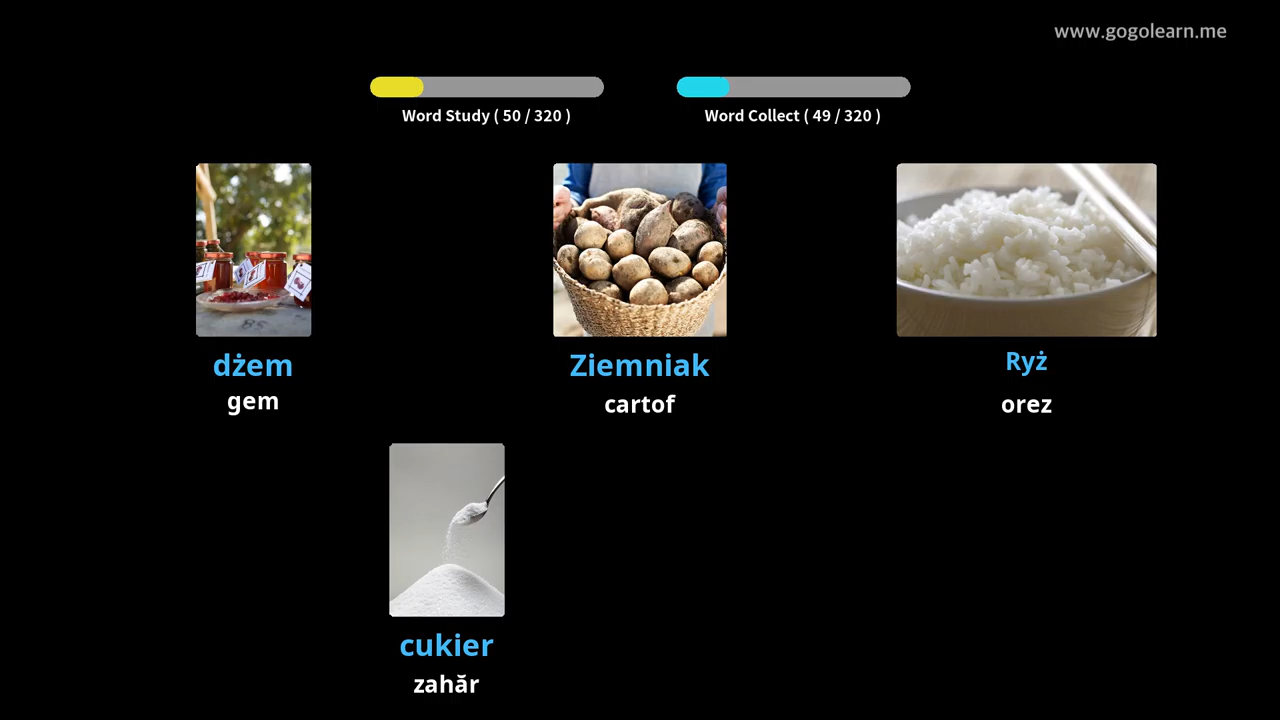 www.gogolearn.me
Word Study ( 50 / 320 )
Word Collect ( 49 / 320 )
dżem
gem
Ziemniak
cartof
Ryż
orez
cukier
zahăr